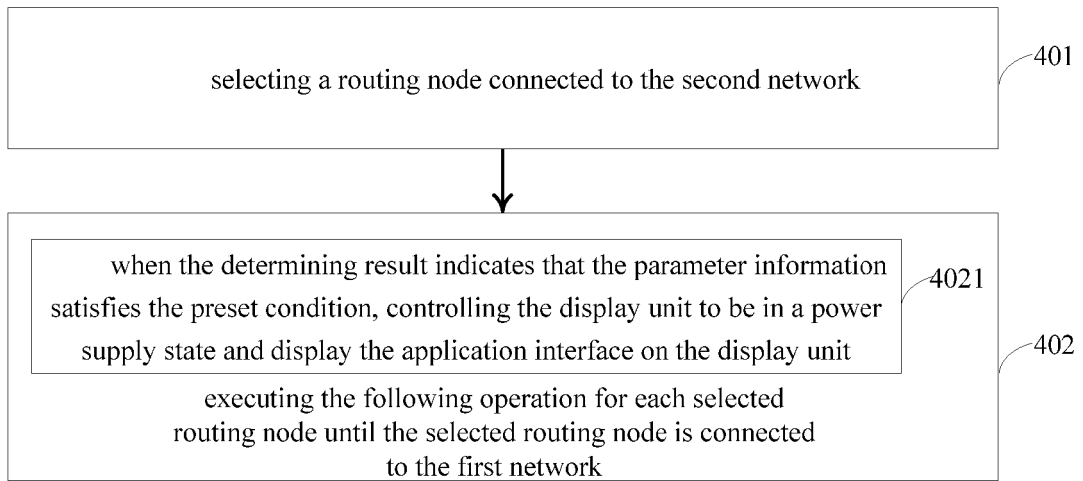 selecting a routing node connected to the second network
401
when the determining result indicates that the parameter information
satisfies the preset condition, controlling the display unit to be in a power
supply state and display the application interface on the display unit
4021
402
executing the following operation for each selected
routing node until the selected routing node is connected
to the first network